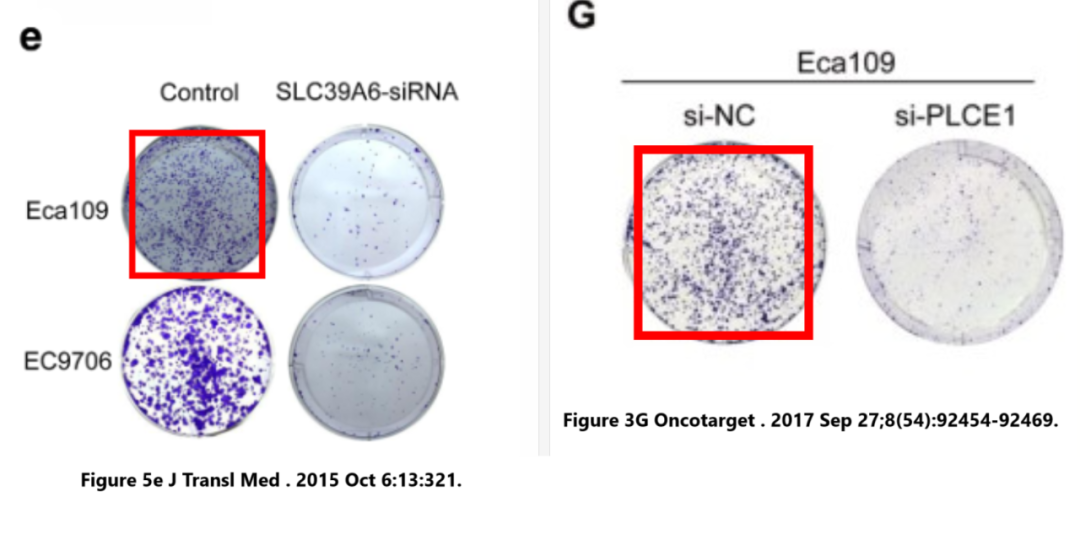 e
Control SLC39A6-siRNA
Eca109
EC9706
Figure 5e J Transl Med . 2015 Oct 6:13:321.
G
Eca109
si-NC si-PLCE1
Figure 3G Oncotarget . 2017 Sep 27;8(54):92454-92469.